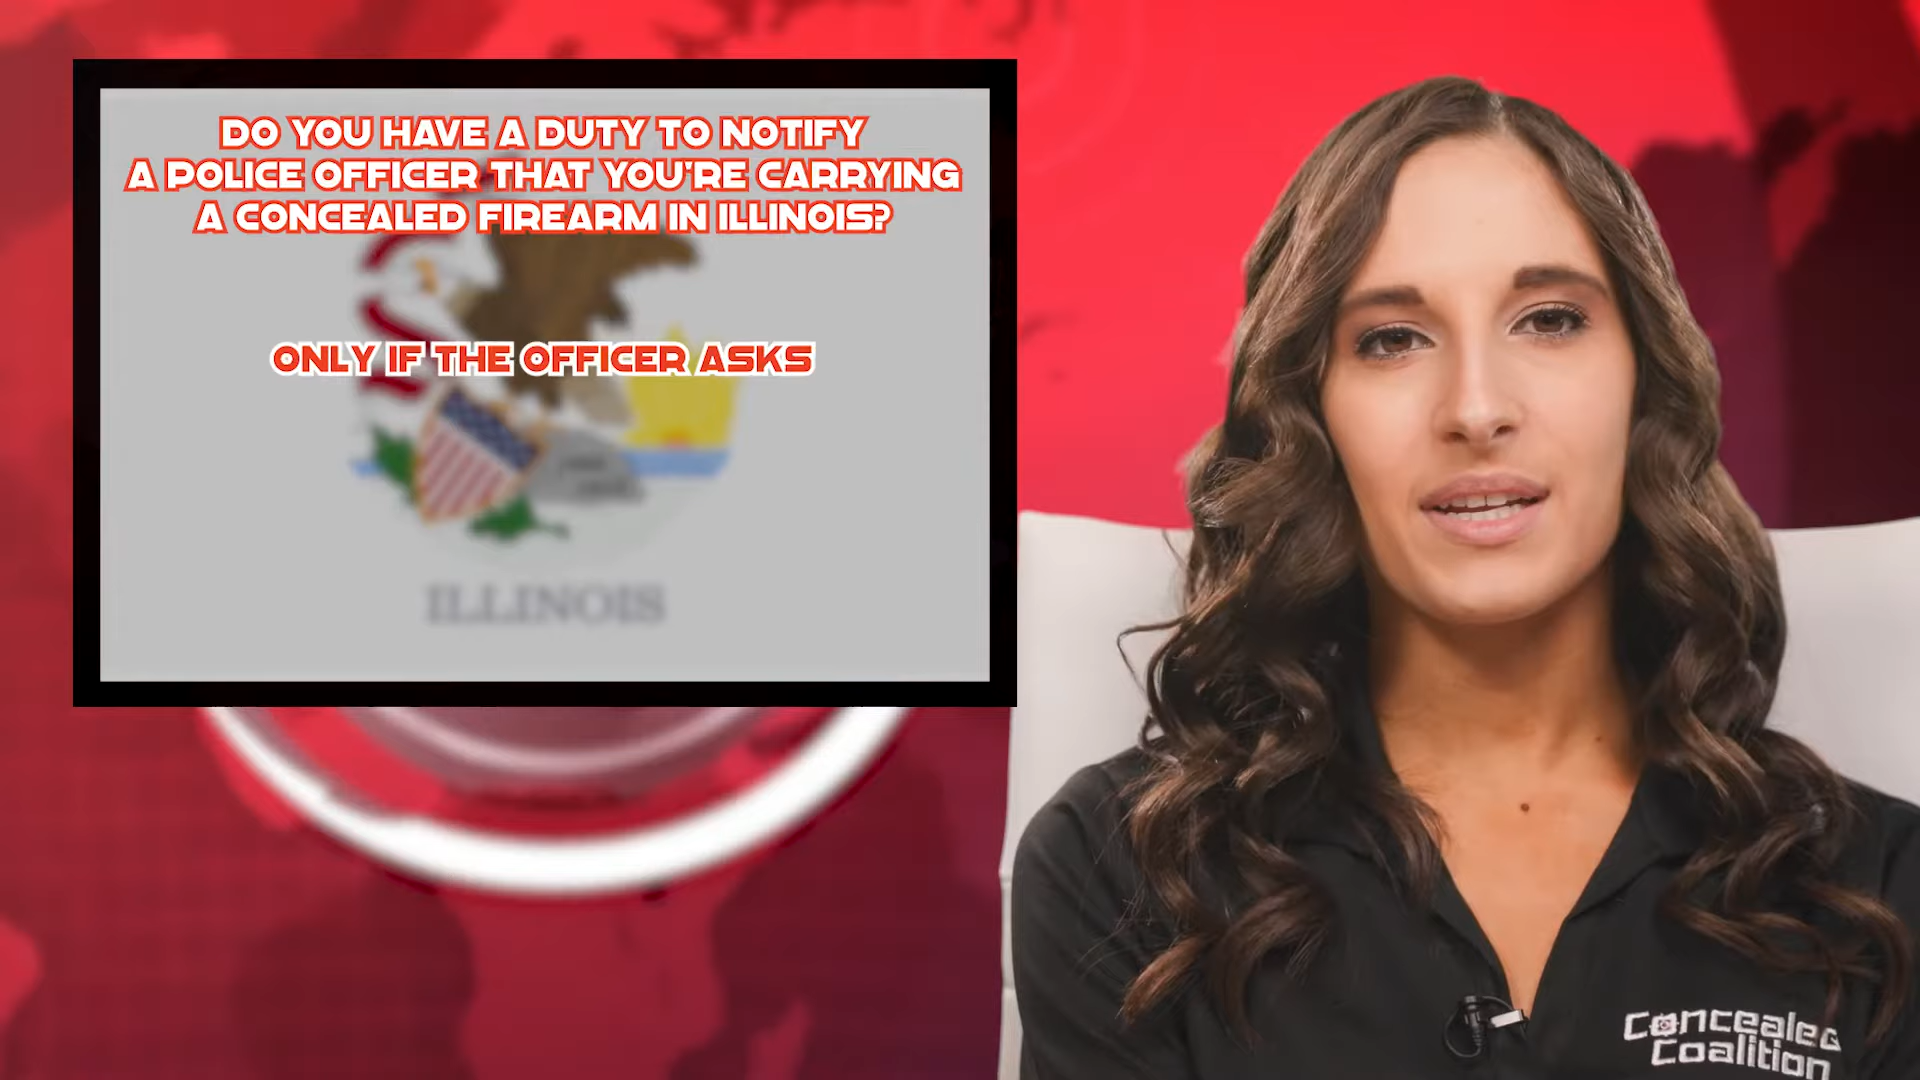 DO YOU HAVE A DUTY TO NOTIFY
A POLICE OFFICER THAT YOU'RE CARRYING
A CONCEALED FIREARM IN ILLINOIS?
ONLY IF THE OFFICER ASKS
ILLINOIS
Concealed
Coalition